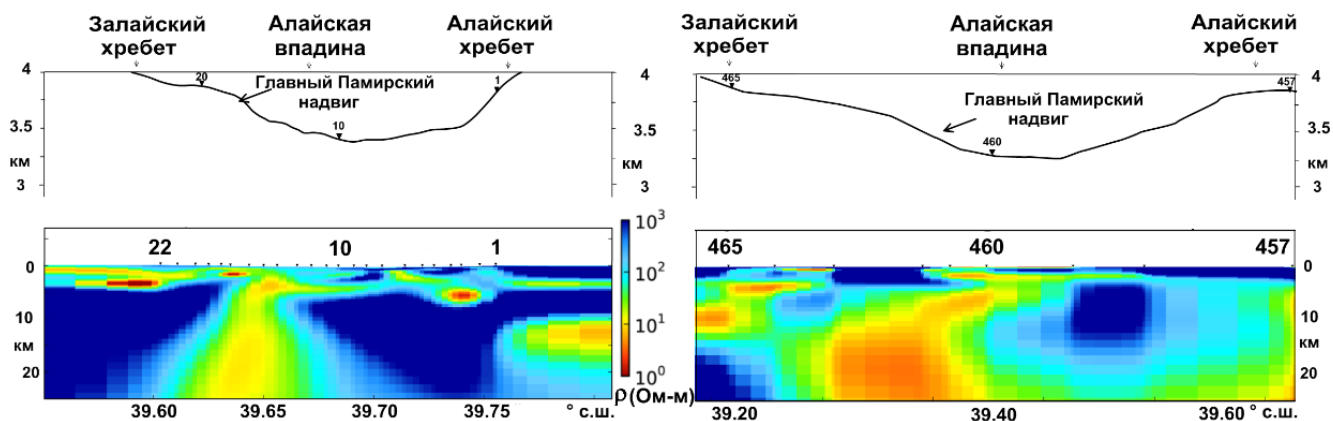 Залайский хребет
Алайская впадина
Алайский хребет
4
3.5
км
3
4
3.5
км
3
20
10
1
Главный Памирский
надвиг
22
10
1
0
10
км
20
39.60
39.65
39.70
39.75
° с.ш.
10³
10²
10¹
10⁰
ρ(Ом-м)
Залайский хребет
Алайская впадина
Алайский хребет
4
3.5
км
3
465
460
457
Главный Памирский
надвиг
465
460
457
0
10
км
20
39.20
39.40
39.60 ° с.ш.